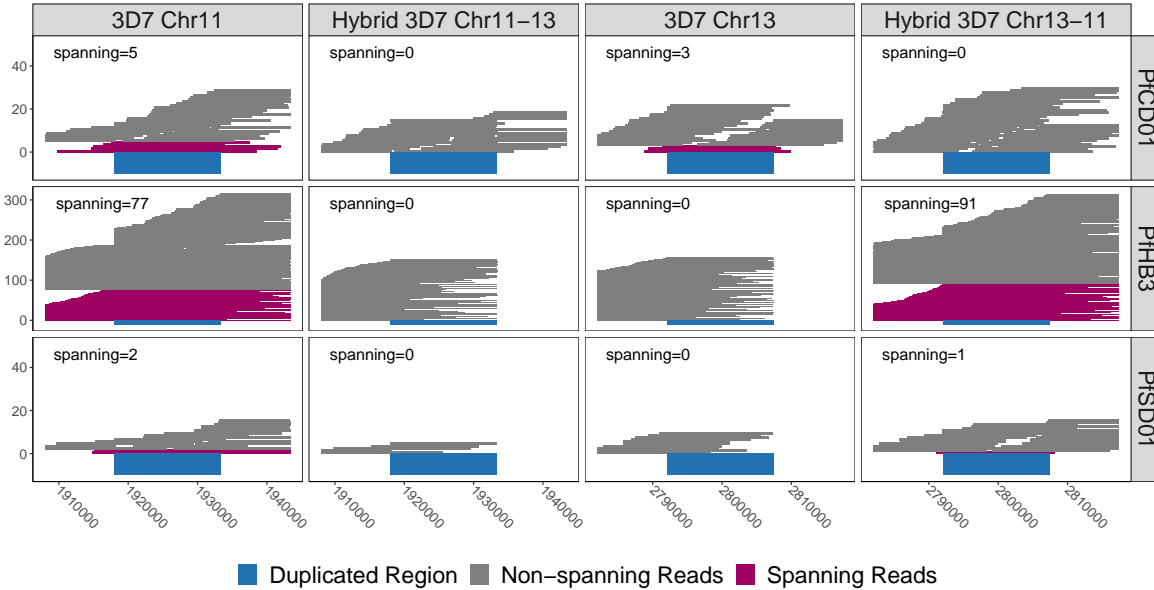 3D7 Chr11 Hybrid 3D7 Chr11−13 3D7 Chr13 Hybrid 3D7 Chr13−11
spanning=5 spanning=0 spanning=3 spanning=0
40
20
0
PfCD01
spanning=77 spanning=0 spanning=0 spanning=91
300
200
100
0
PfHB3
spanning=2 spanning=0 spanning=0 spanning=1
40
20
0
PfSD01
1910000 1920000 1930000 1940000 1910000 1920000 1930000 1940000 2790000 2800000 2810000 2790000 2800000 2810000
Duplicated Region Non−spanning Reads Spanning Reads